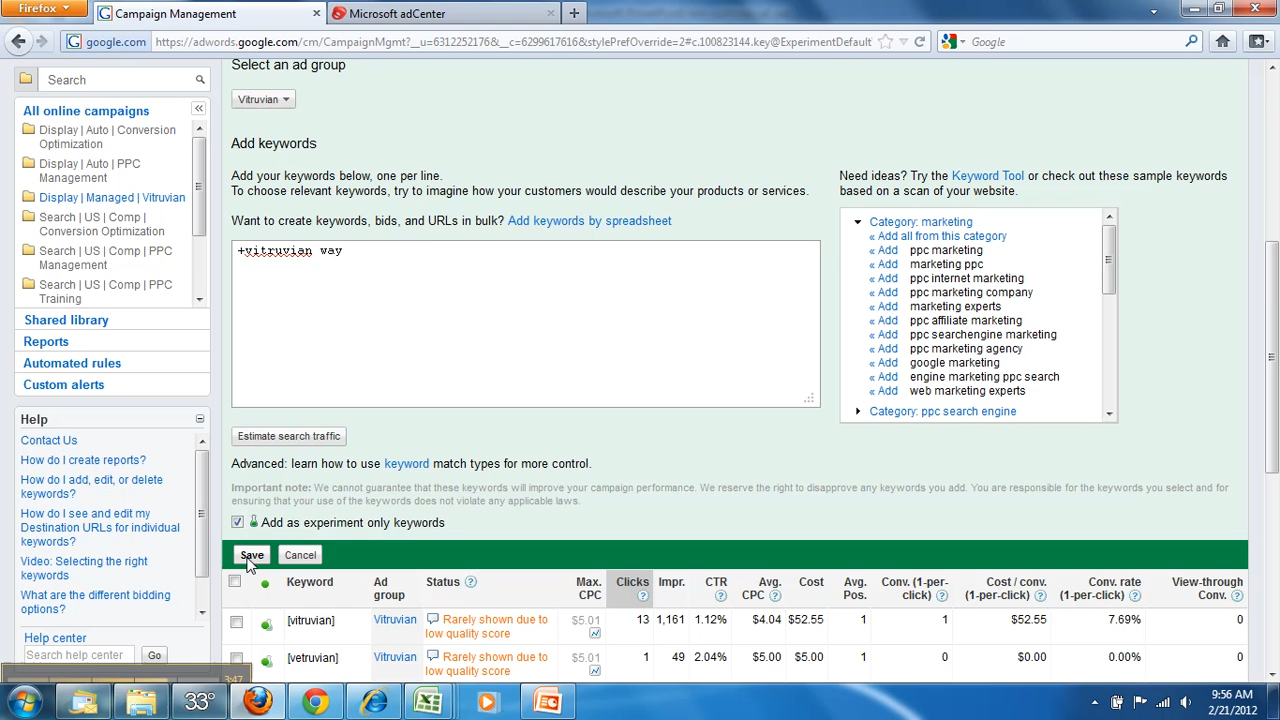 Firefox
Campaign Management
Microsoft adCenter
google.com
https://adwords.google.com/cm/CampaignMgmt?__u=6312252176&__c=6299617616&stylePrefOverride=2#c.100823144.key@ExperimentDefault
Google
Search
All online campaigns
Display | Auto | Conversion
Optimization
Display | Auto | PPC
Management
Display | Managed | Vitruvian
Search | US | Comp |
Conversion Optimization
Search | US | Comp | PPC
Management
Search | US | Comp | PPC
Training
Shared library
Reports
Automated rules
Custom alerts
Help
Contact Us
How do I create reports?
How do I add, edit, or delete
keywords?
How do I see and edit my
Destination URLs for individual
keywords?
Video: Selecting the right
keywords
What are the different bidding
options?
Help center
Search help center
Go
Select an ad group
Vitruvian
Add keywords
Add your keywords below, one per line.
To choose relevant keywords, try to imagine how your customers would describe your products or services.
Want to create keywords, bids, and URLs in bulk? Add keywords by spreadsheet
+vitruvian way
Need ideas? Try the Keyword Tool or check out these sample keywords
based on a scan of your website.
Category: marketing
« Add all from this category
« Add ppc marketing
« Add marketing ppc
« Add ppc internet marketing
« Add ppc marketing company
« Add marketing experts
« Add ppc affiliate marketing
« Add ppc searchengine marketing
« Add ppc marketing agency
« Add google marketing
« Add engine marketing ppc search
« Add web marketing experts
Category: ppc search engine
Estimate search traffic
Advanced: learn how to use keyword match types for more control.
Important note: We cannot guarantee that these keywords will improve your campaign performance. We reserve the right to disapprove any keywords you add. You are responsible for the keywords you select and for
ensuring that your use of the keywords does not violate any applicable laws.
Add as experiment only keywords
Save Cancel
Keyword Ad group Status ? Max. CPC Clicks ? Impr. ? CTR ? Avg. CPC ? Cost ? Avg. Pos. Conv. (1-per-click) ? Cost / conv. (1-per-click) ? Conv. rate (1-per-click) ? View-through Conv. ?
[vitruvian] Vitruvian Rarely shown due to low quality score $5.01 13 1,161 1.12% $4.04 $52.55 1 1 $52.55 7.69% 0
[vetruvian] Vitruvian Rarely shown due to low quality score $5.01 1 49 2.04% $5.00 $5.00 1 0 $0.00 0.00% 0
3:47
33°
9:56 AM
2/21/2012